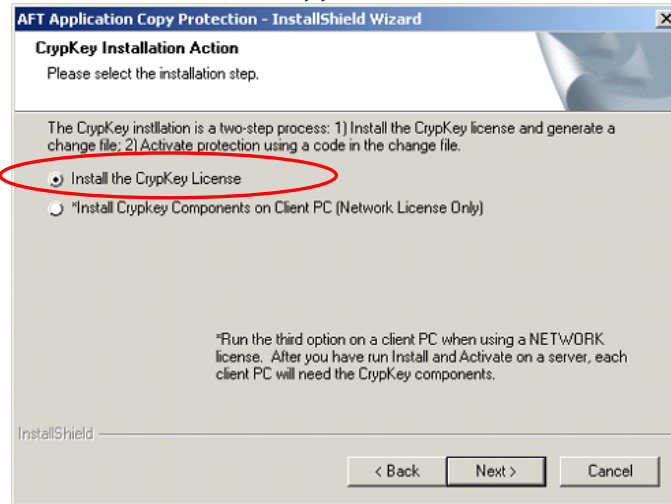 AFT Application Copy Protection - InstallShield Wizard
CrypKey Installation Action
Please select the installation step.
The CrypKey instllation is a two-step process: 1) Install the CrypKey license and generate a
change file; 2) Activate protection using a code in the change file.
Install the CrypKey License
*Install Crypkey Components on Client PC (Network License Only)
*Run the third option on a client PC when using a NETWORK
license. After you have run Install and Activate on a server, each
client PC will need the CrypKey components.
InstallShield
< Back Next > Cancel